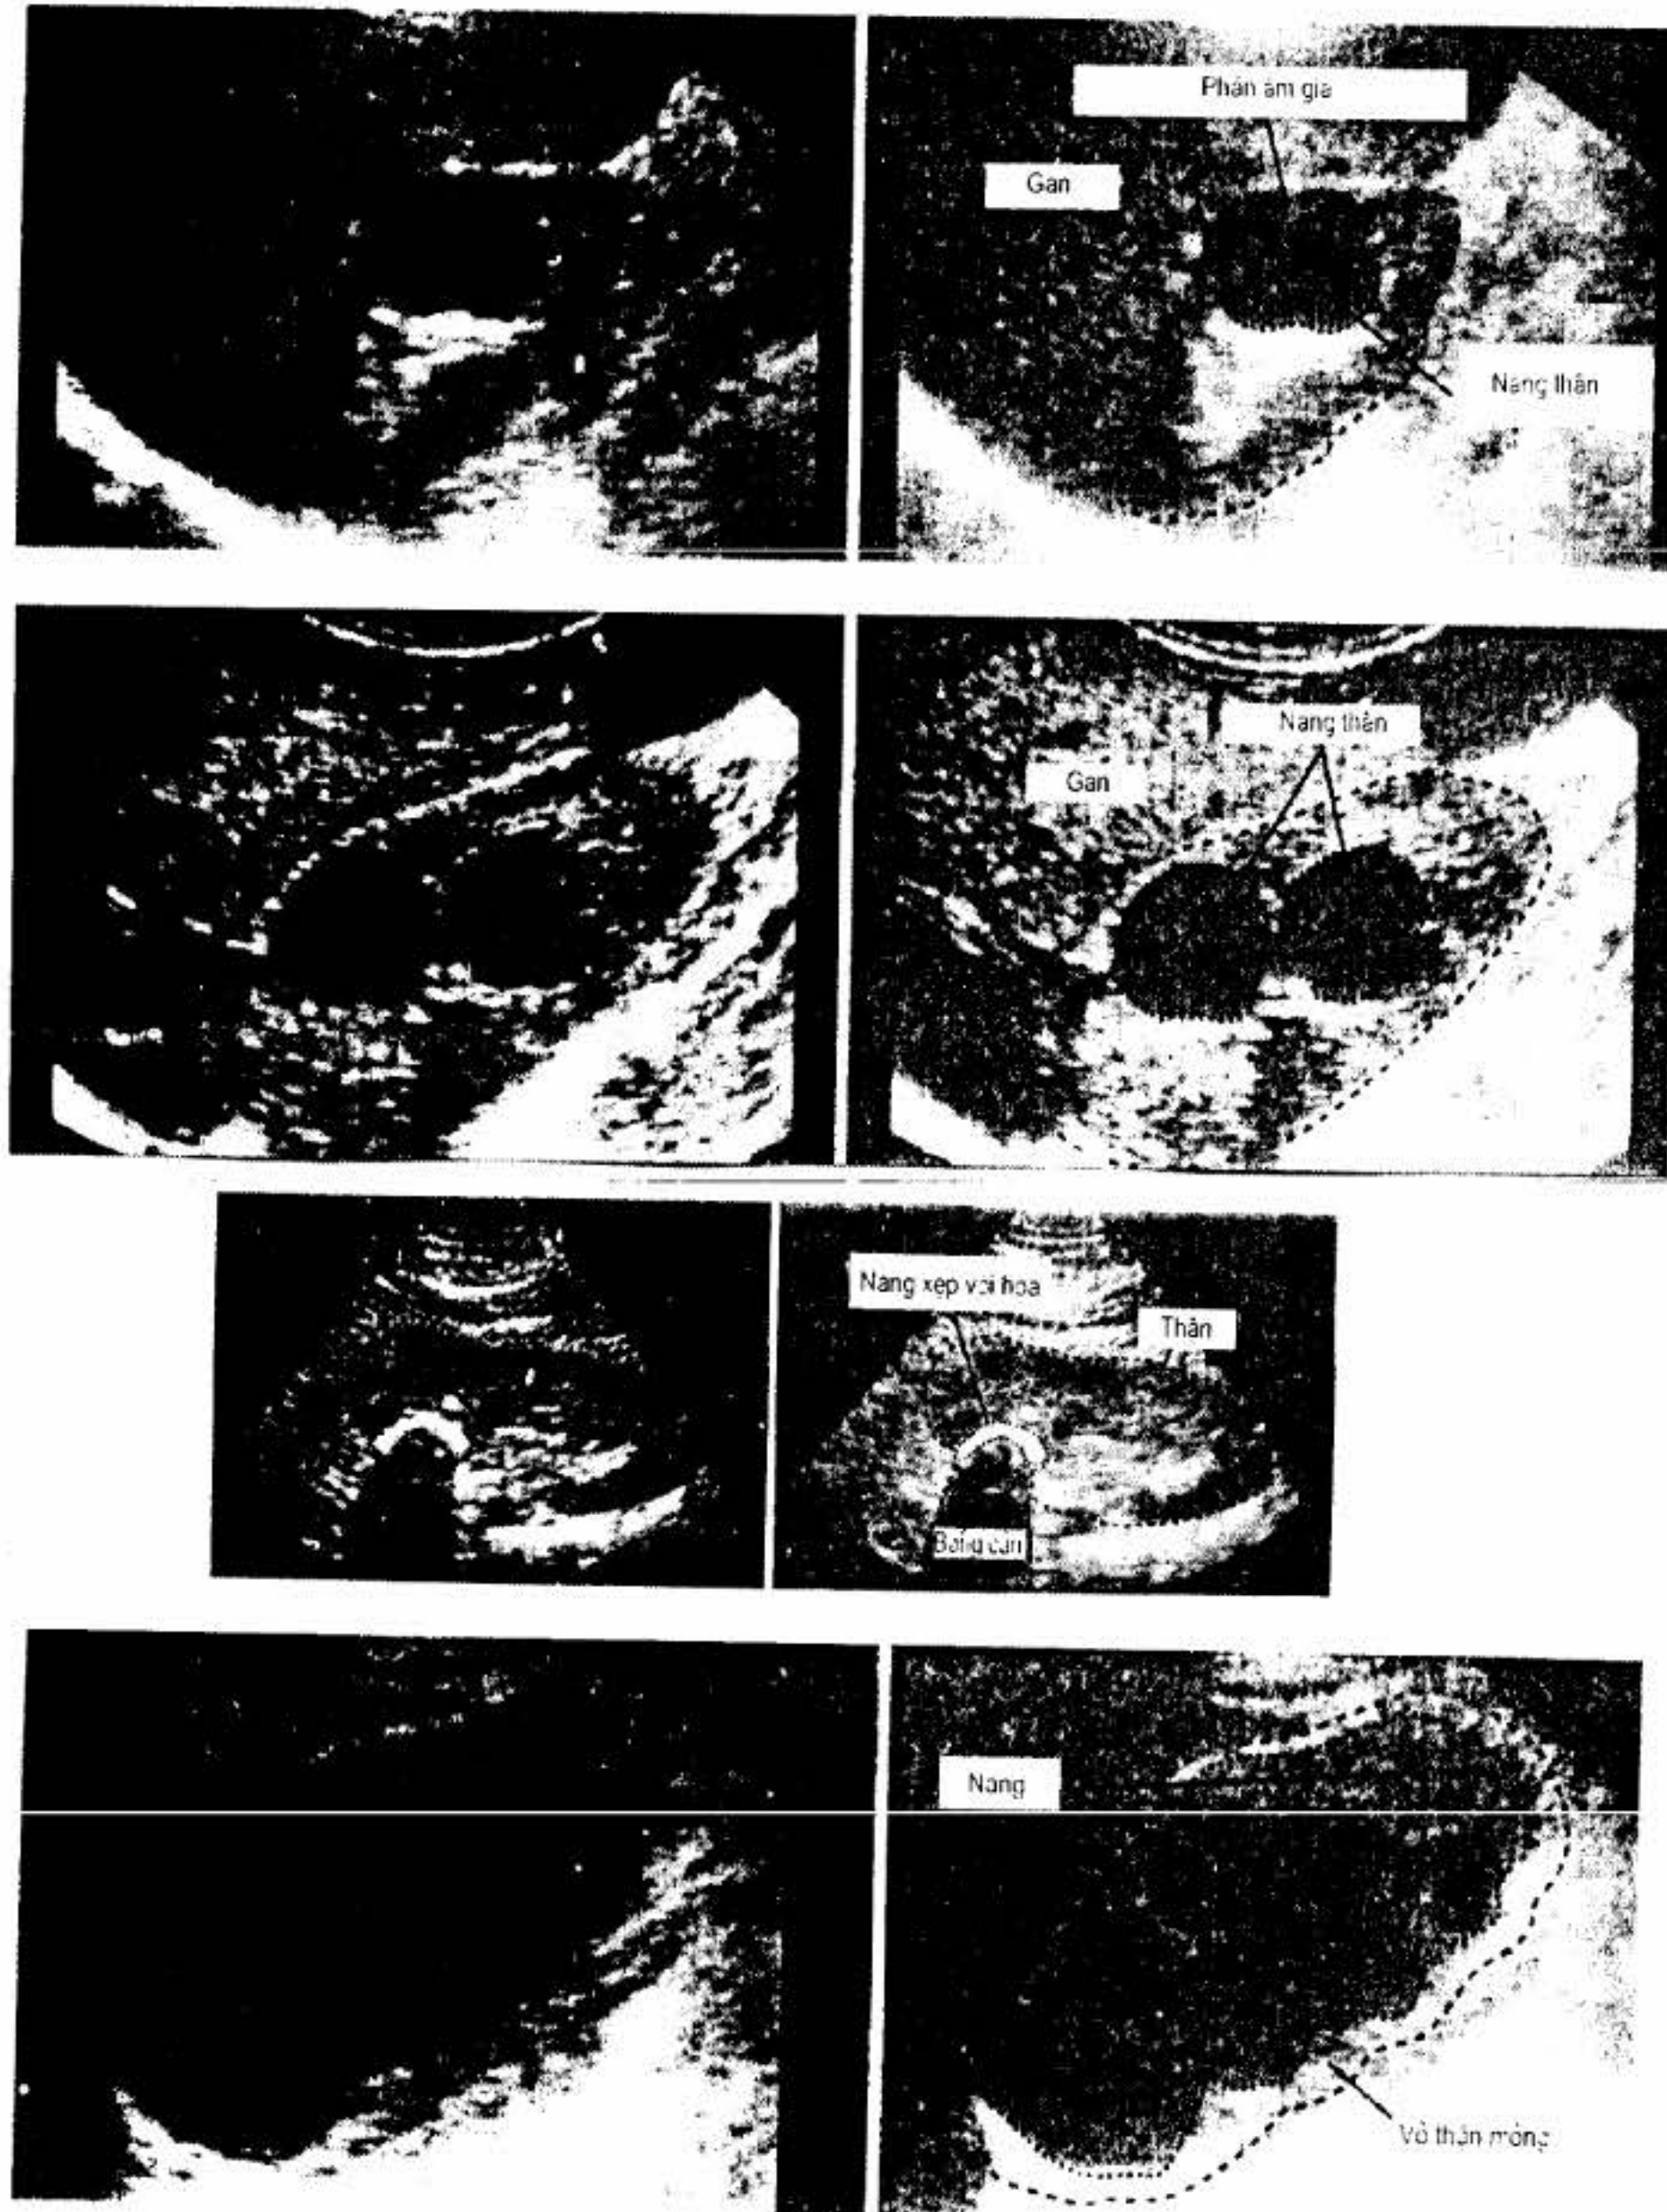 Phản âm giả
Gan
Nang thận
Nang thận
Gan
Nang xẹp vôi hóa
Thận
Bóng cản
Nang
Vỏ thận mỏng